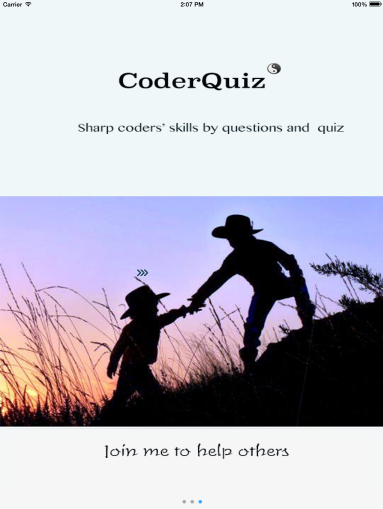 Carrier 2:07 PM 100%
CoderQuiz
Sharp coders' skills by questions and quiz
Join me to help others